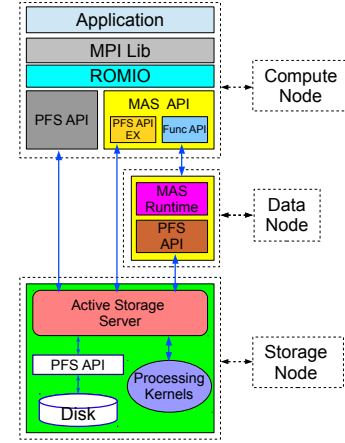 Application
MPI Lib
ROMIO
PFS API
MAS API
PFS API
EX
Func API
Compute
Node
MAS
Runtime
PFS
API
Data
Node
Active Storage
Server
PFS API
Disk
Processing
Kernels
Storage
Node